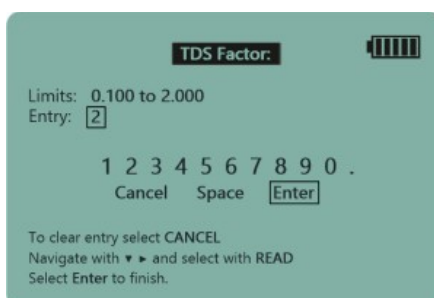 TDS Factor:
Limits: 0.100 to 2.000
Entry: 2
1 2 3 4 5 6 7 8 9 0 .
Cancel Space Enter
To clear entry select CANCEL
Navigate with ▼ ► and select with READ
Select Enter to finish.